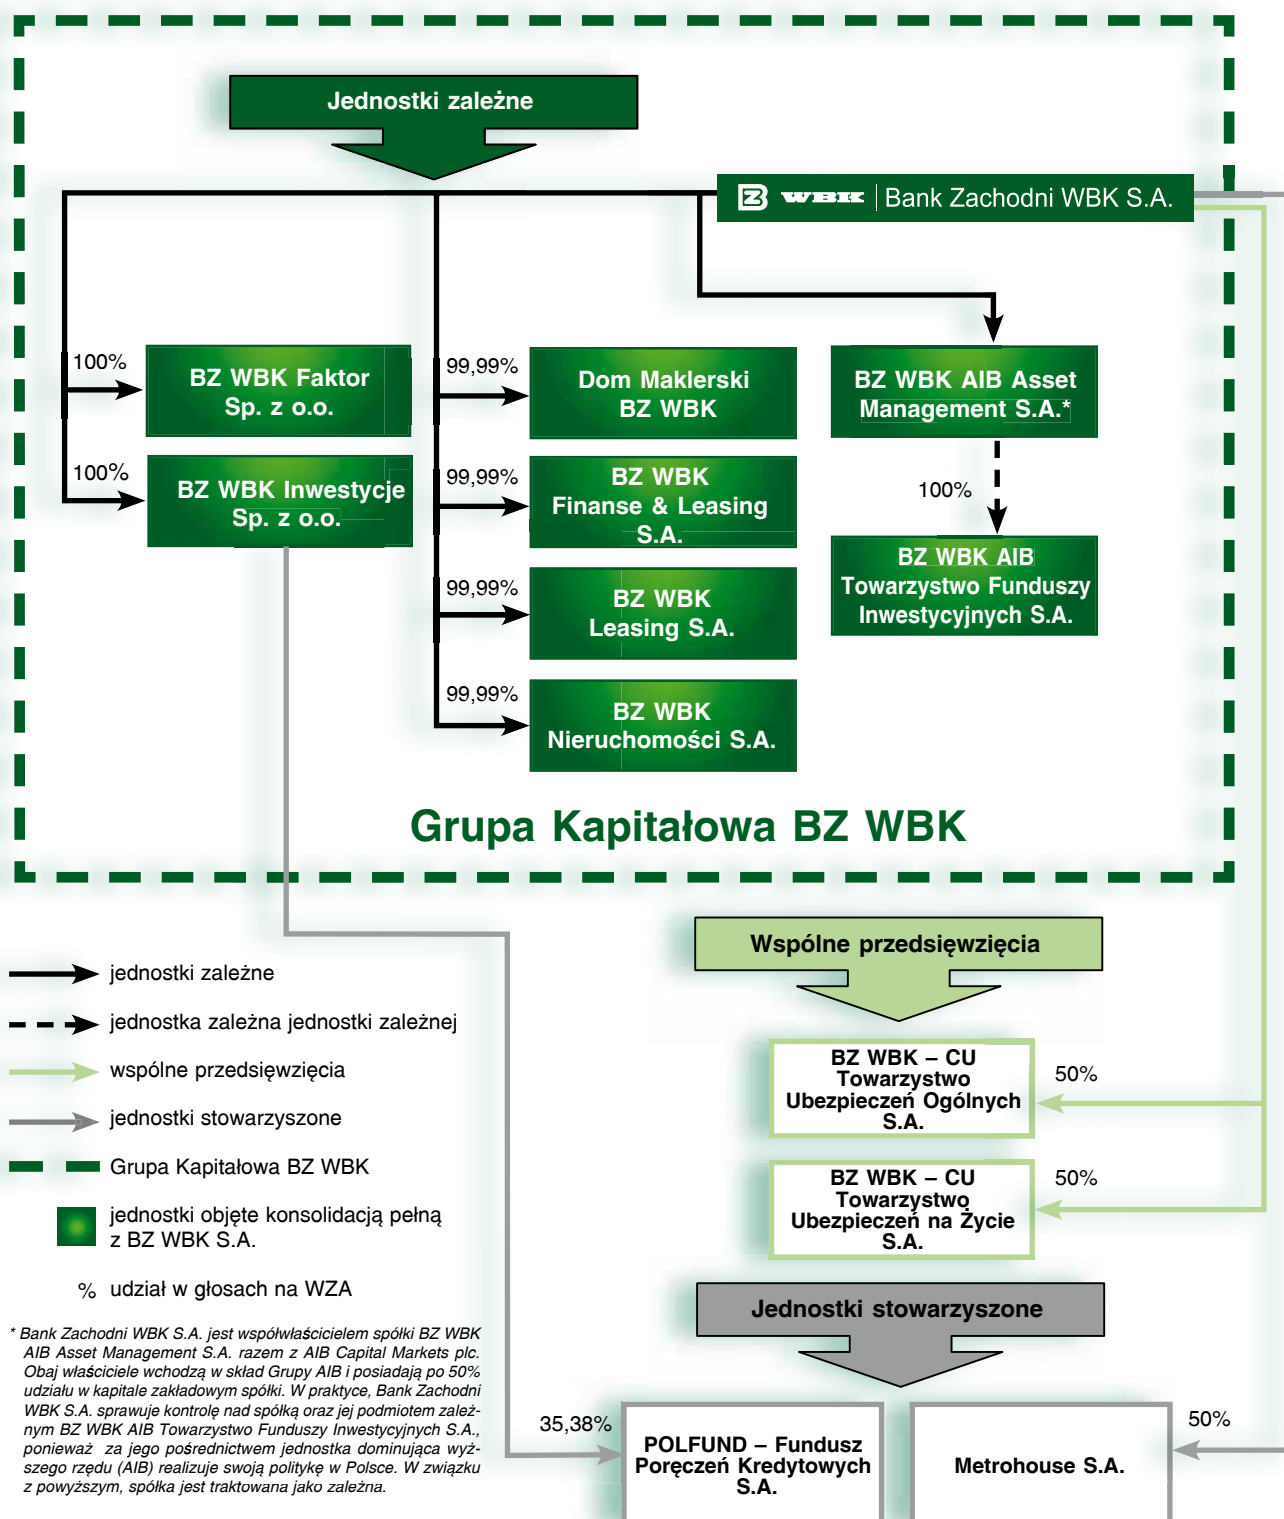 Jednostki zależne
BZ WBK | Bank Zachodni WBK S.A.
100%
BZ WBK Faktor
Sp. z o.o.
100%
BZ WBK Inwestycje
Sp. z o.o.
99,99%
Dom Maklerski
BZ WBK
99,99%
BZ WBK
Finanse & Leasing
S.A.
99,99%
BZ WBK
Leasing S.A.
99,99%
BZ WBK
Nieruchomości S.A.
BZ WBK AIB Asset
Management S.A.*
100%
BZ WBK AIB
Towarzystwo Funduszy
Inwestycyjnych S.A.
Grupa Kapitałowa BZ WBK
jednostki zależne
jednostka zależna jednostki zależnej
wspólne przedsięwzięcia
jednostki stowarzyszone
Grupa Kapitałowa BZ WBK
jednostki objęte konsolidacją pełną
z BZ WBK S.A.
% udział w głosach na WZA
* Bank Zachodni WBK S.A. jest współwłaścicielem spółki BZ WBK
AIB Asset Management S.A. razem z AIB Capital Markets plc.
Obaj właściciele wchodzą w skład Grupy AIB i posiadają po 50%
udziału w kapitale zakładowym spółki. W praktyce, Bank Zachodni
WBK S.A. sprawuje kontrolę nad spółką oraz jej podmiotem zależ-
nym BZ WBK AIB Towarzystwo Funduszy Inwestycyjnych S.A.,
ponieważ za jego pośrednictwem jednostka dominująca wyż-
szego rzędu (AIB) realizuje swoją politykę w Polsce. W związku
z powyższym, spółka jest traktowana jako zależna.
Wspólne przedsięwzięcia
BZ WBK – CU
Towarzystwo
Ubezpieczeń Ogólnych
S.A.
50%
BZ WBK – CU
Towarzystwo
Ubezpieczeń na Życie
S.A.
50%
Jednostki stowarzyszone
35,38%
POLFUND – Fundusz
Poręczeń Kredytowych
S.A.
Metrohouse S.A.
50%